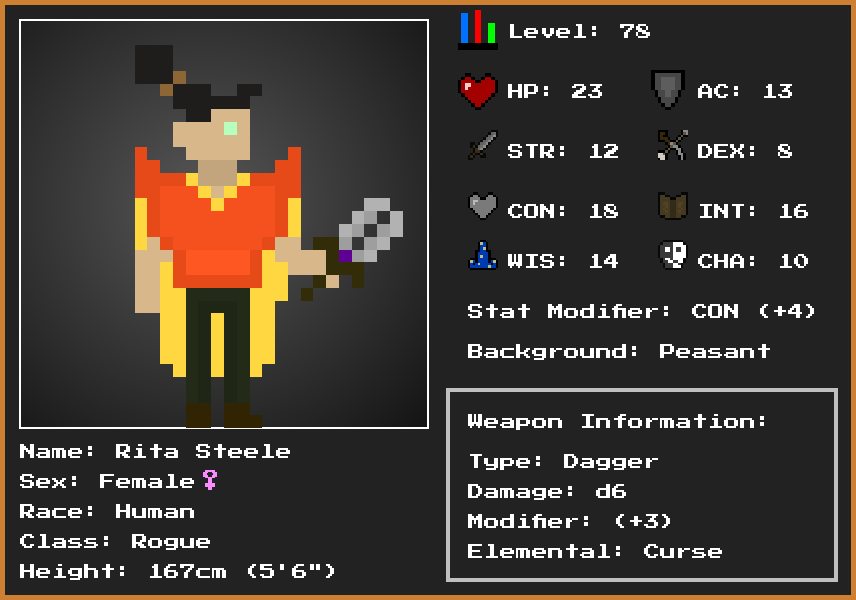 Level: 78
HP: 23 AC: 13
STR: 12 DEX: 8
CON: 18 INT: 16
WIS: 14 CHA: 10
Stat Modifier: CON (+4)
Background: Peasant
Weapon Information:
Type: Dagger
Damage: d6
Modifier: (+3)
Elemental: Curse
Name: Rita Steele
Sex: Female♀
Race: Human
Class: Rogue
Height: 167cm (5'6")